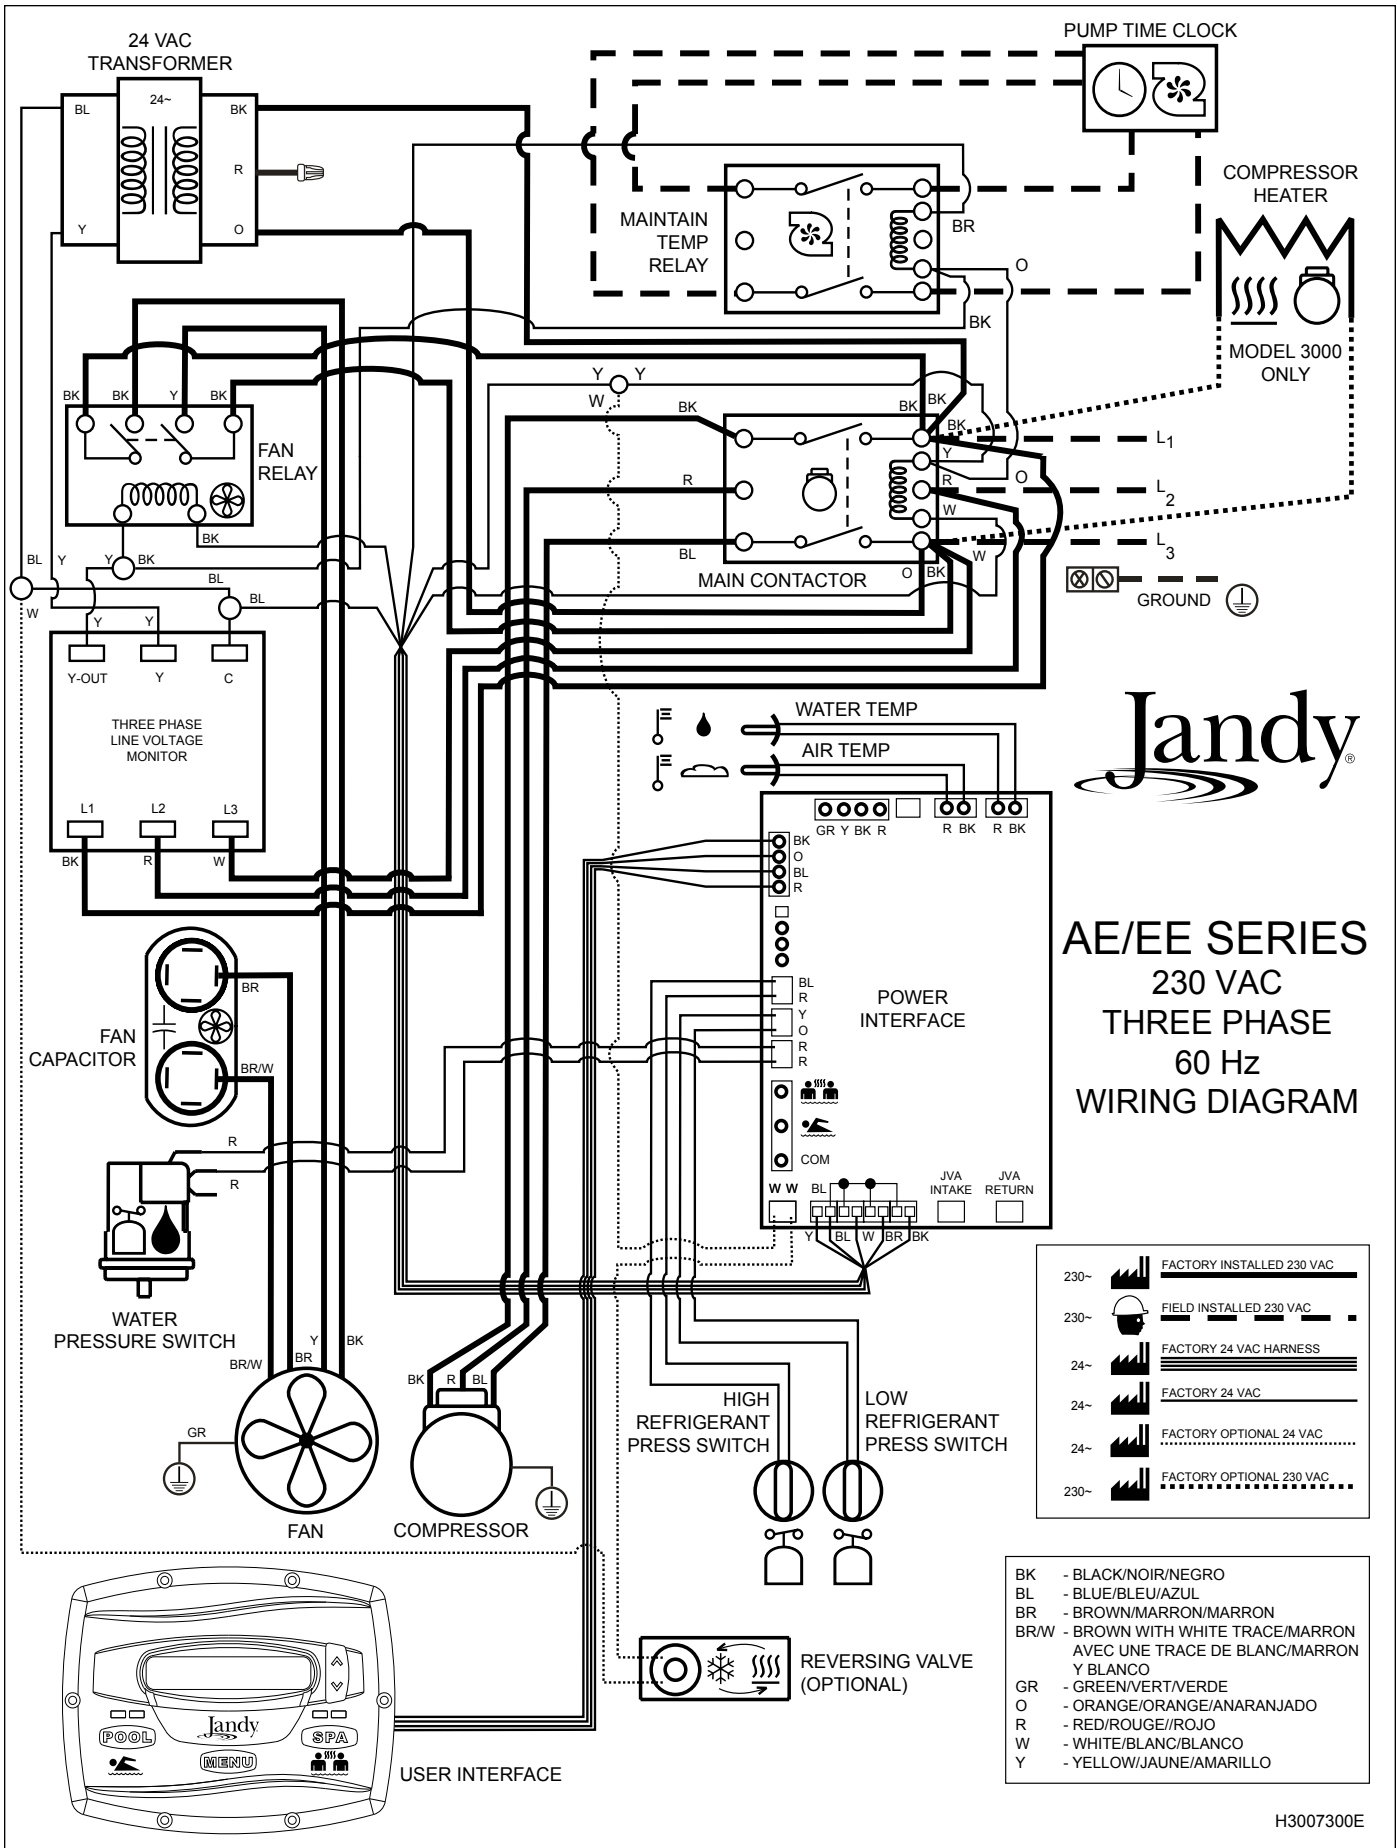 24 VAC
TRANSFORMER
24~
BL
Y
BK
R
O
PUMP TIME CLOCK
COMPRESSOR
HEATER
MODEL 3000
ONLY
MAINTAIN
TEMP
RELAY
BR
O
BK
Y
Y
W
BK
BK
Y
BK
FAN
RELAY
BK
Y
BK
BL
Y
W
BL
BL
BK
R
BL
BK
BK
BK
Y
R
O
W
W
O
BK
MAIN CONTACTOR
L1
L2
L3
GROUND
Y
Y
Y-OUT
Y
C
THREE PHASE
LINE VOLTAGE
MONITOR
L1
L2
L3
BK
R
W
Jandy®
WATER TEMP
AIR TEMP
GR Y BK R
R BK
R BK
BK
O
BL
R
BL
R
Y
O
R
R
POWER
INTERFACE
COM
W W
BL
JVA
INTAKE
JVA
RETURN
Y
BL
W
BR
BK
AE/EE SERIES
230 VAC
THREE PHASE
60 Hz
WIRING DIAGRAM
FAN
CAPACITOR
BR
BR/W
R
R
WATER
PRESSURE SWITCH
BR/W
BR
Y
BK
GR
FAN
BK
R
BL
COMPRESSOR
HIGH
REFRIGERANT
PRESS SWITCH
LOW
REFRIGERANT
PRESS SWITCH
230~ FACTORY INSTALLED 230 VAC
230~ FIELD INSTALLED 230 VAC
24~ FACTORY 24 VAC HARNESS
24~ FACTORY 24 VAC
24~ FACTORY OPTIONAL 24 VAC
230~ FACTORY OPTIONAL 230 VAC
BK - BLACK/NOIR/NEGRO
BL - BLUE/BLEU/AZUL
BR - BROWN/MARRON/MARRON
BR/W - BROWN WITH WHITE TRACE/MARRON
AVEC UNE TRACE DE BLANC/MARRON
Y BLANCO
GR - GREEN/VERT/VERDE
O - ORANGE/ORANGE/ANARANJADO
R - RED/ROUGE//ROJO
W - WHITE/BLANC/BLANCO
Y - YELLOW/JAUNE/AMARILLO
REVERSING VALVE
(OPTIONAL)
Jandy
POOL
MENU
SPA
USER INTERFACE
H3007300E